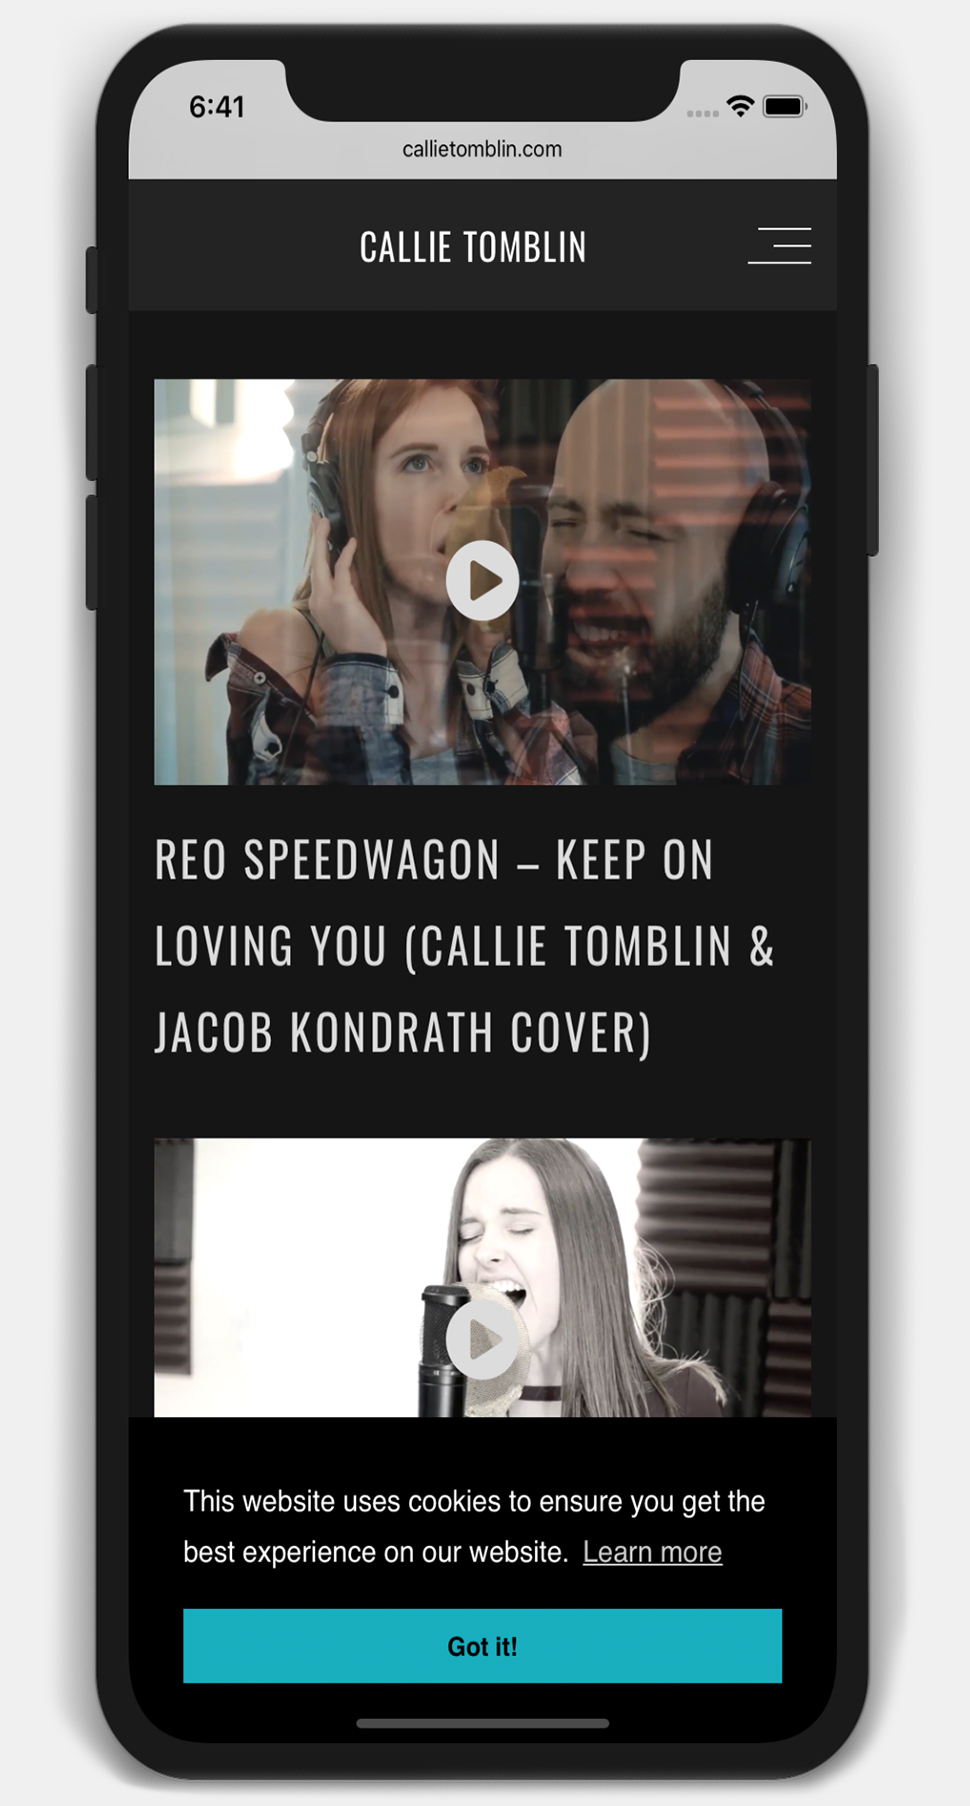 6:41
callietomblin.com
CALLIE TOMBLIN
REO SPEEDWAGON – KEEP ON
LOVING YOU (CALLIE TOMBLIN &
JACOB KONDRATH COVER)
This website uses cookies to ensure you get the
best experience on our website. Learn more
Got it!